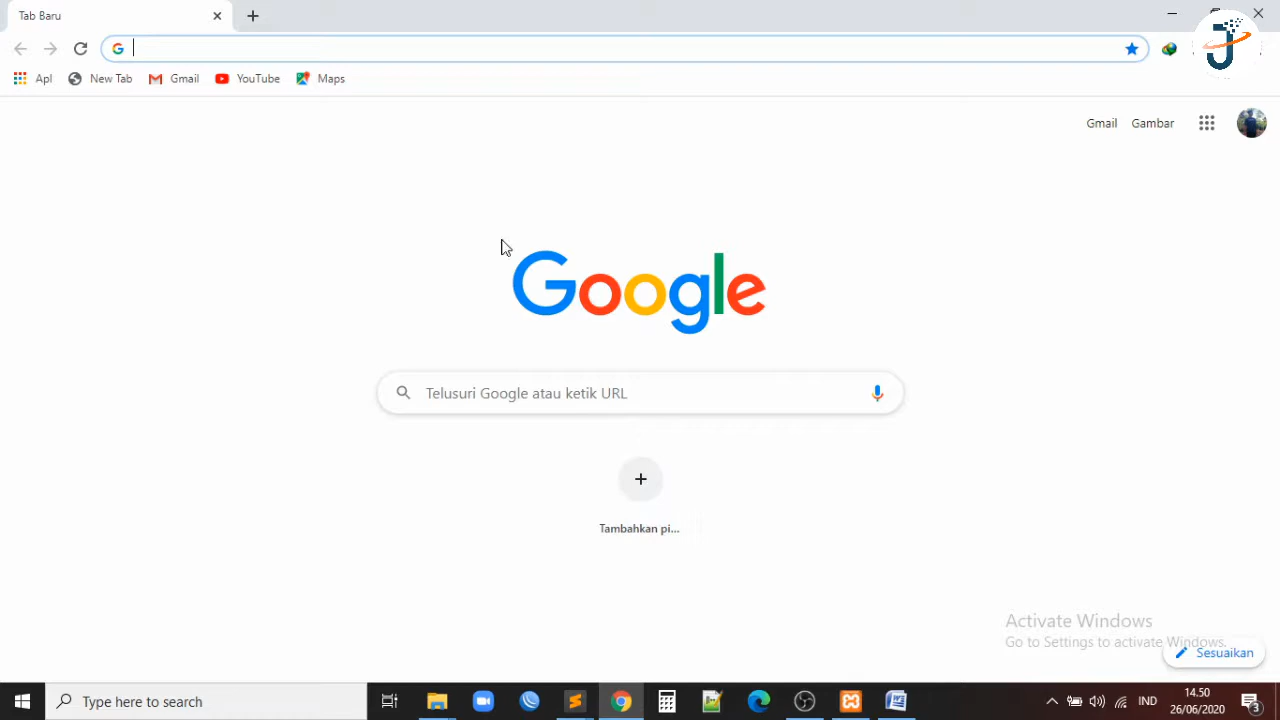 Tab Baru
Apl New Tab Gmail YouTube Maps
Gmail Gambar
Google
Telusuri Google atau ketik URL
Tambahkan pi...
Activate Windows
Go to Settings to activate Windows.
Sesuaikan
Type here to search
IND
14.50
26/06/2020
3